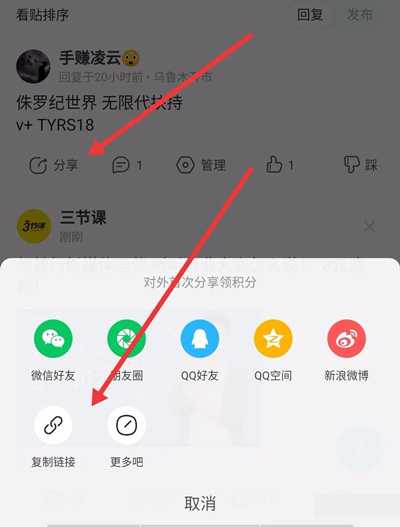 看贴排序
回复
发布
手赚凌云😮
回复于20小时前·乌鲁木齐市
侏罗纪世界 无限代扶持
v+ TYRS18
分享
1
管理
1
踩
三节课
三节课
刚刚
对外首次分享领积分
微信好友
朋友圈
QQ好友
QQ空间
新浪微博
复制链接
更多吧
取消